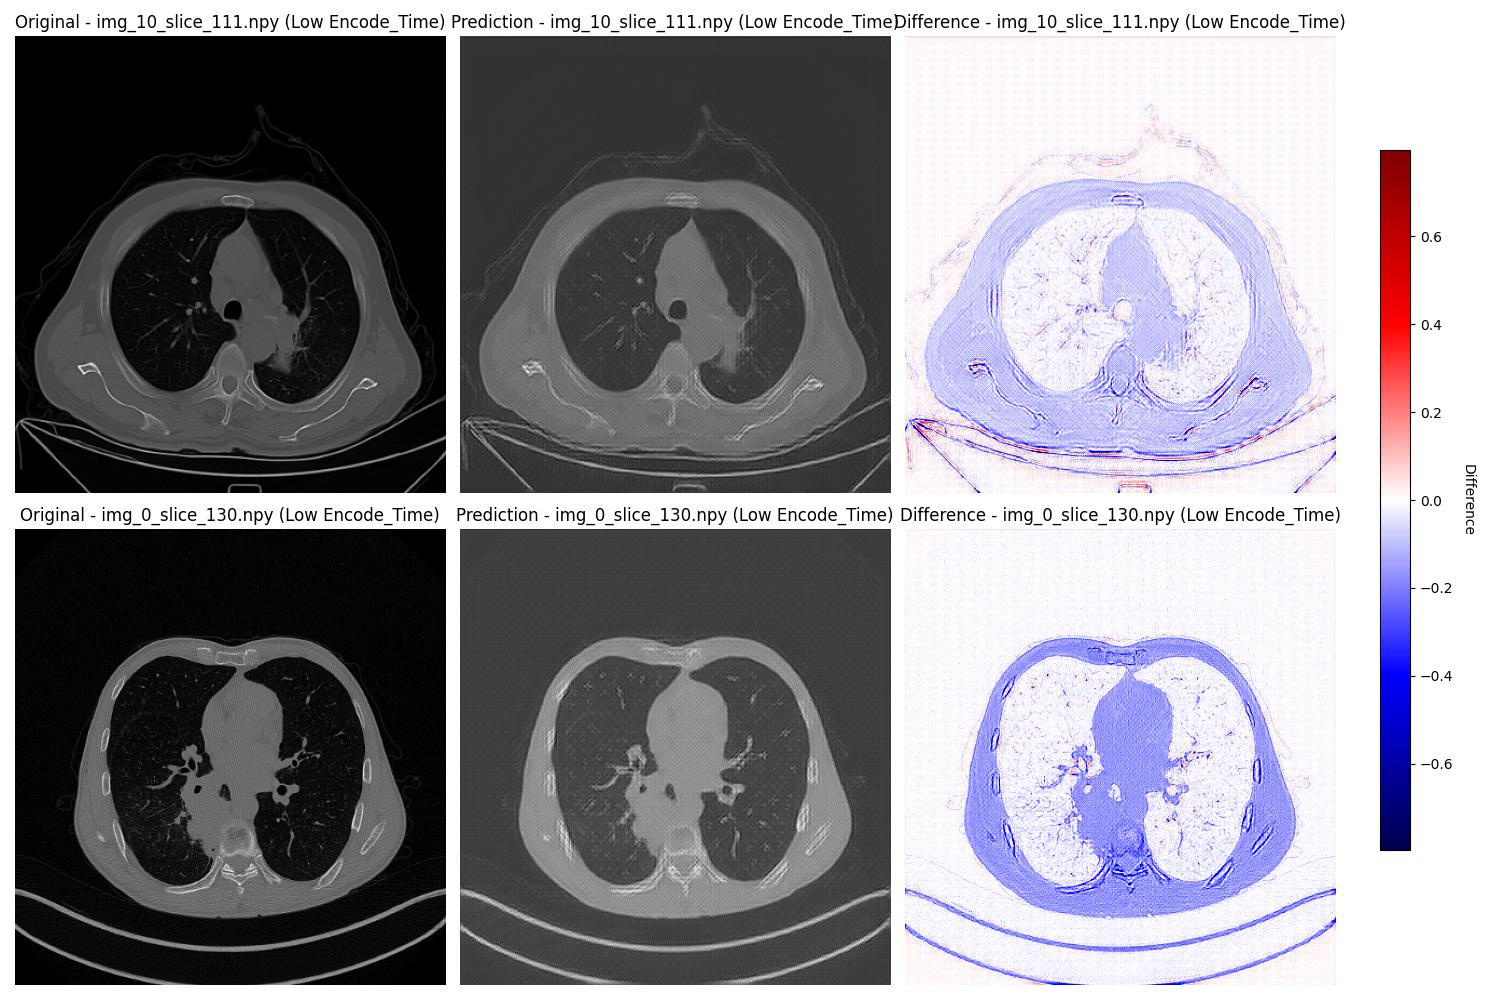 Original - img_10_slice_111.npy (Low Encode_Time)
Prediction - img_10_slice_111.npy (Low Encode_Time)
Difference - img_10_slice_111.npy (Low Encode_Time)
Original - img_0_slice_130.npy (Low Encode_Time)
Prediction - img_0_slice_130.npy (Low Encode_Time)
Difference - img_0_slice_130.npy (Low Encode_Time)
0.6
0.4
0.2
0.0
−0.2
−0.4
−0.6
Difference